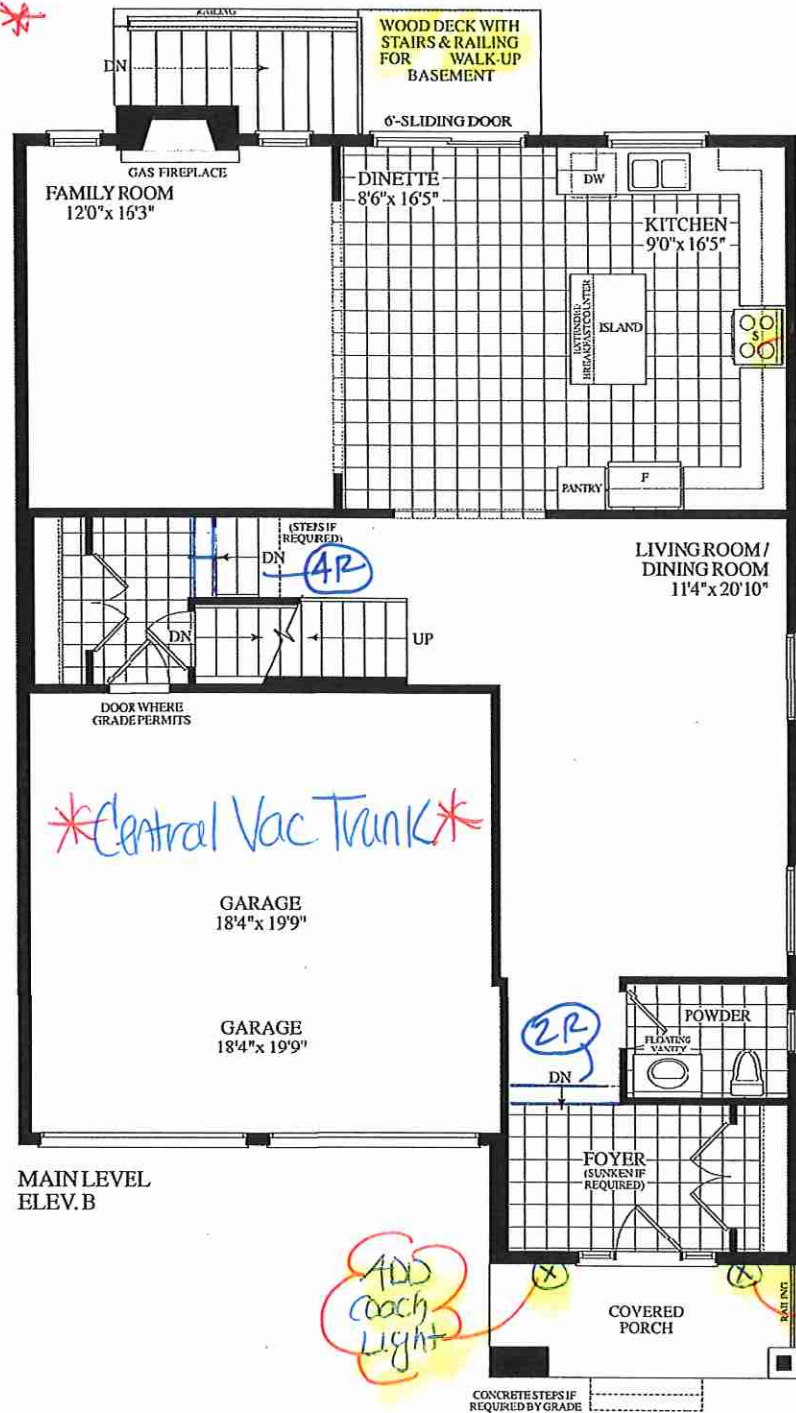 RAILING
DN
WOOD DECK WITH
STAIRS & RAILING
FOR WALK-UP
BASEMENT
6'-SLIDING DOOR
GAS FIREPLACE
FAMILY ROOM
12'0"x 16'3"
DINETTE
8'6"x 16'5"
DW
KITCHEN
9'0"x 16'5"
EXTENDED
BREAKFAST COUNTER
ISLAND
S
PANTRY
F
(STEPS IF
REQUIRED)
DN
4R
LIVING ROOM /
DINING ROOM
11'4"x 20'10"
DN
UP
DOOR WHERE
GRADE PERMITS
*Central Vac Trunk*
GARAGE
18'4"x 19'9"
GARAGE
18'4"x 19'9"
2R
DN
POWDER
FLOATING
VANITY
FOYER
(SUNKEN IF
REQUIRED)
MAIN LEVEL
ELEV. B
ADD
Coach
Light
X
X
RAILING
COVERED
PORCH
CONCRETE STEPS IF
REQUIRED BY GRADE